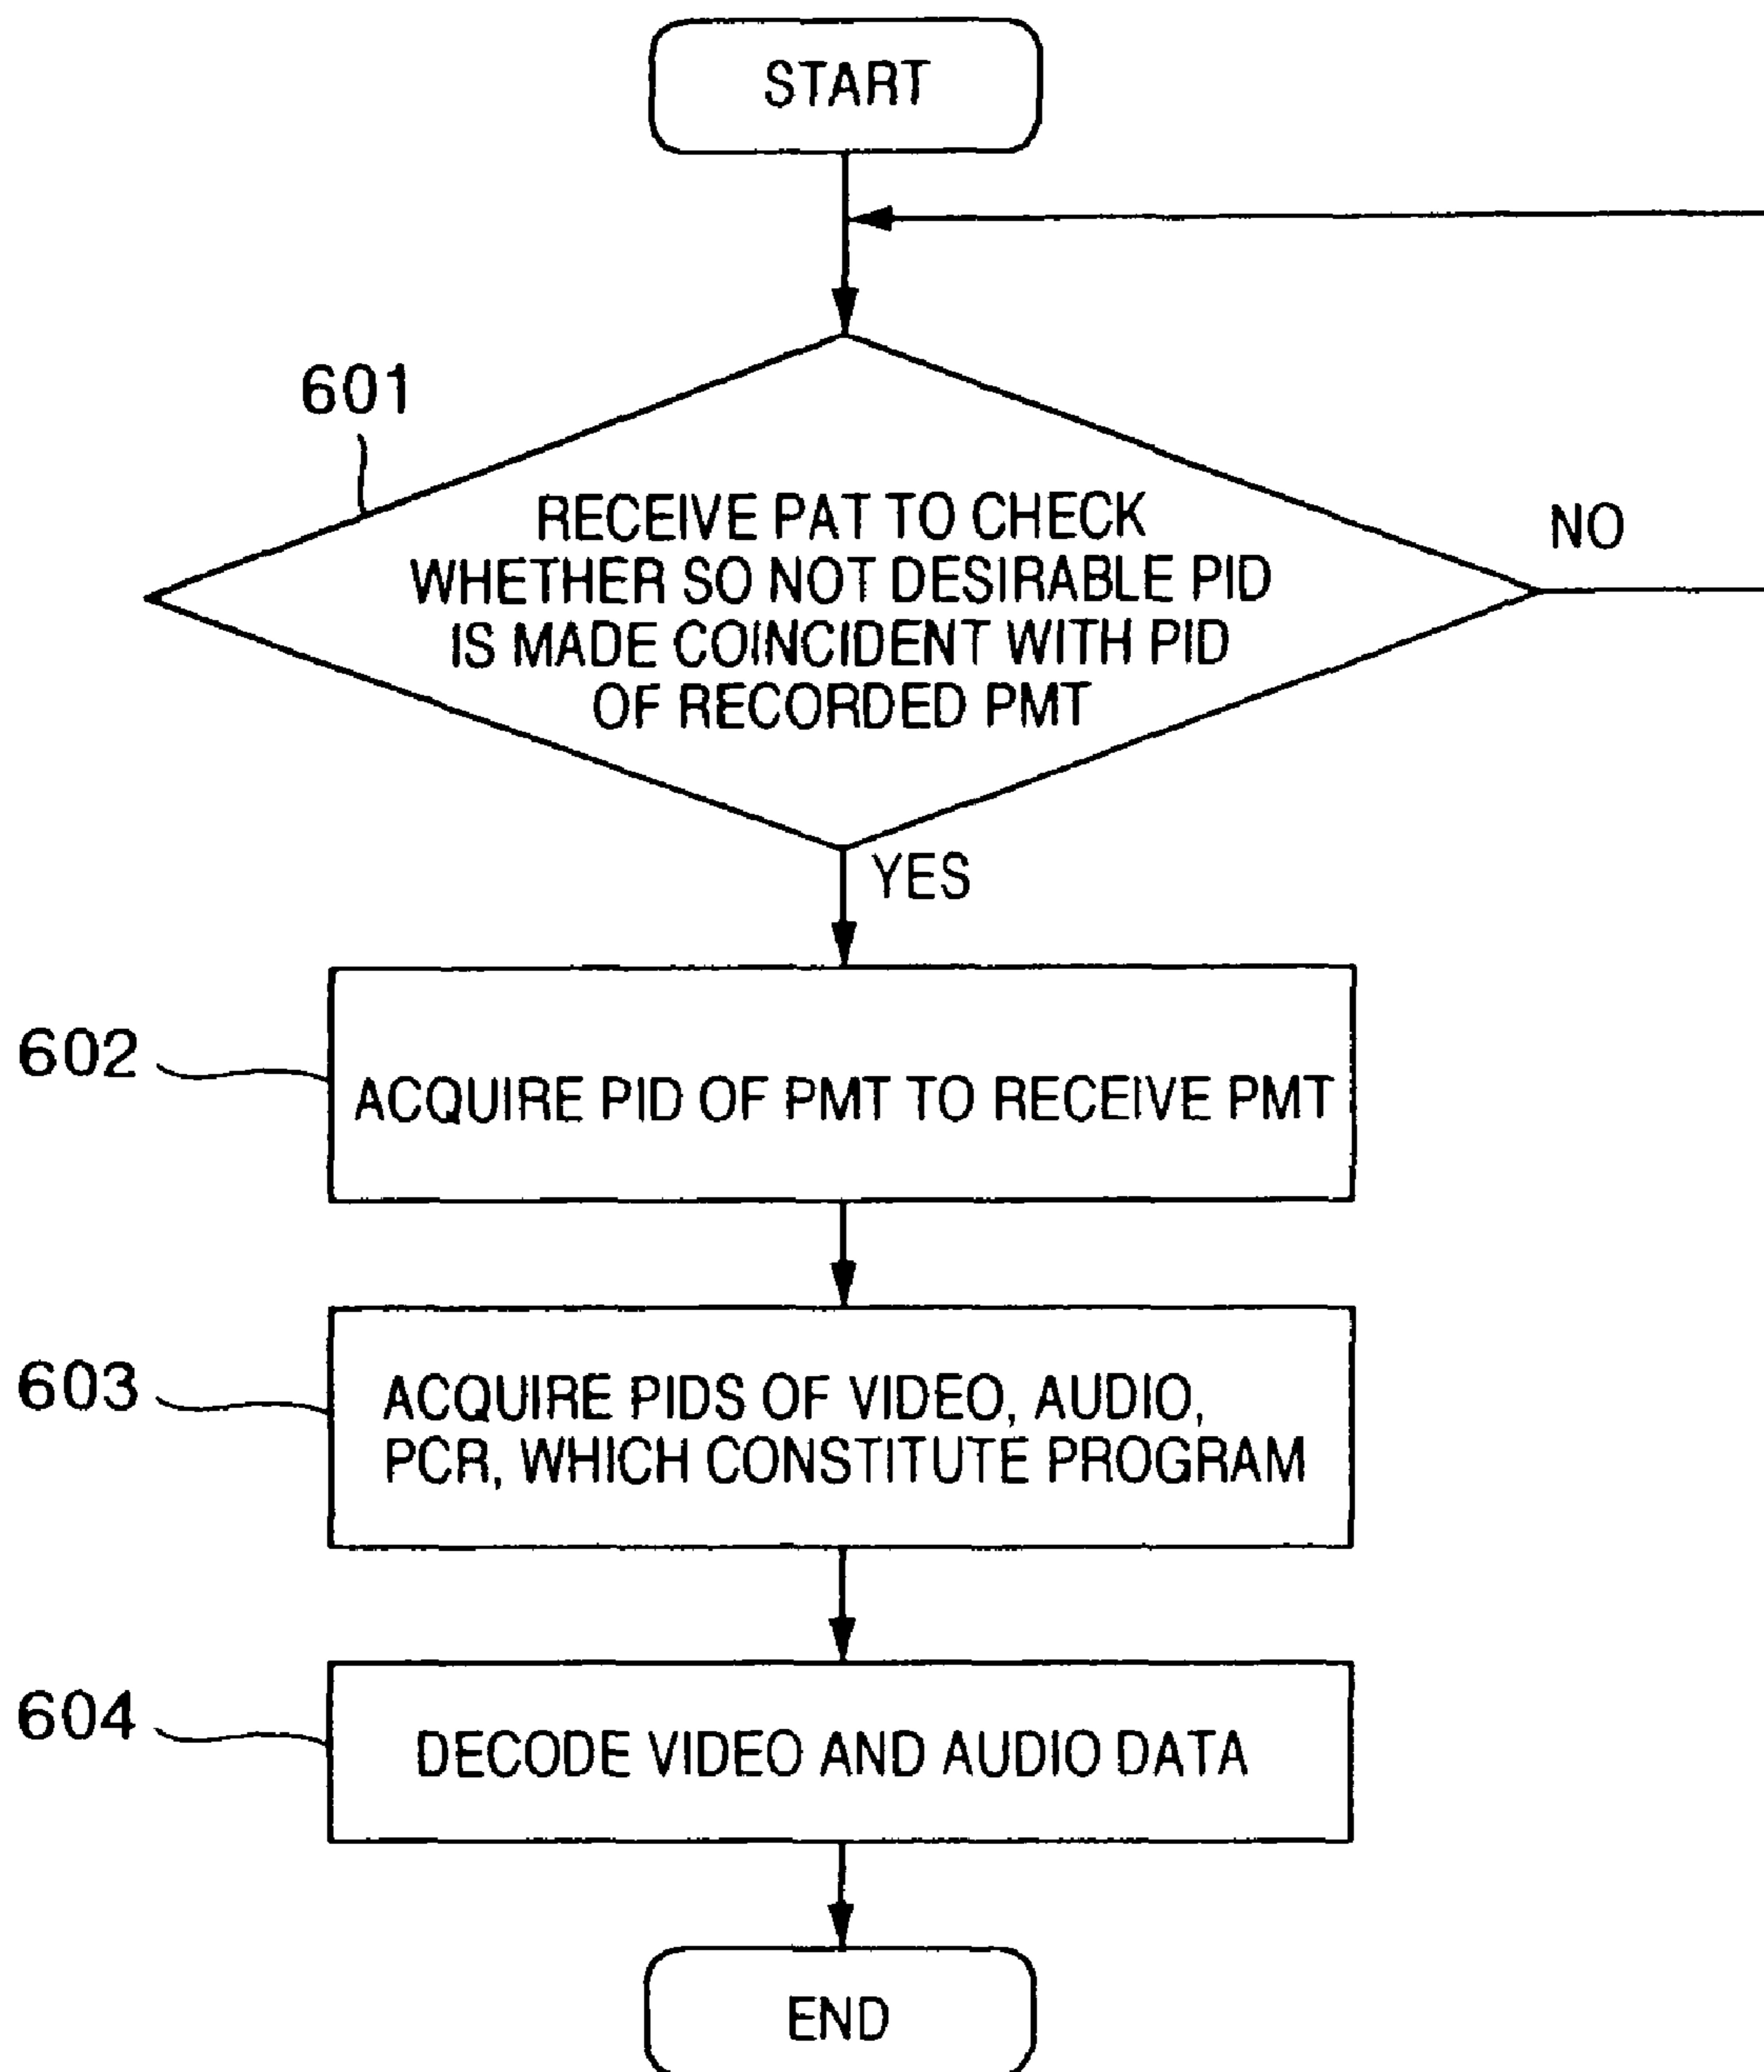 START
601
RECEIVE PAT TO CHECK
WHETHER SO NOT DESIRABLE PID
IS MADE COINCIDENT WITH PID
OF RECORDED PMT
NO
YES
602
ACQUIRE PID OF PMT TO RECEIVE PMT
603
ACQUIRE PIDS OF VIDEO, AUDIO,
PCR, WHICH CONSTITUTE PROGRAM
604
DECODE VIDEO AND AUDIO DATA
END